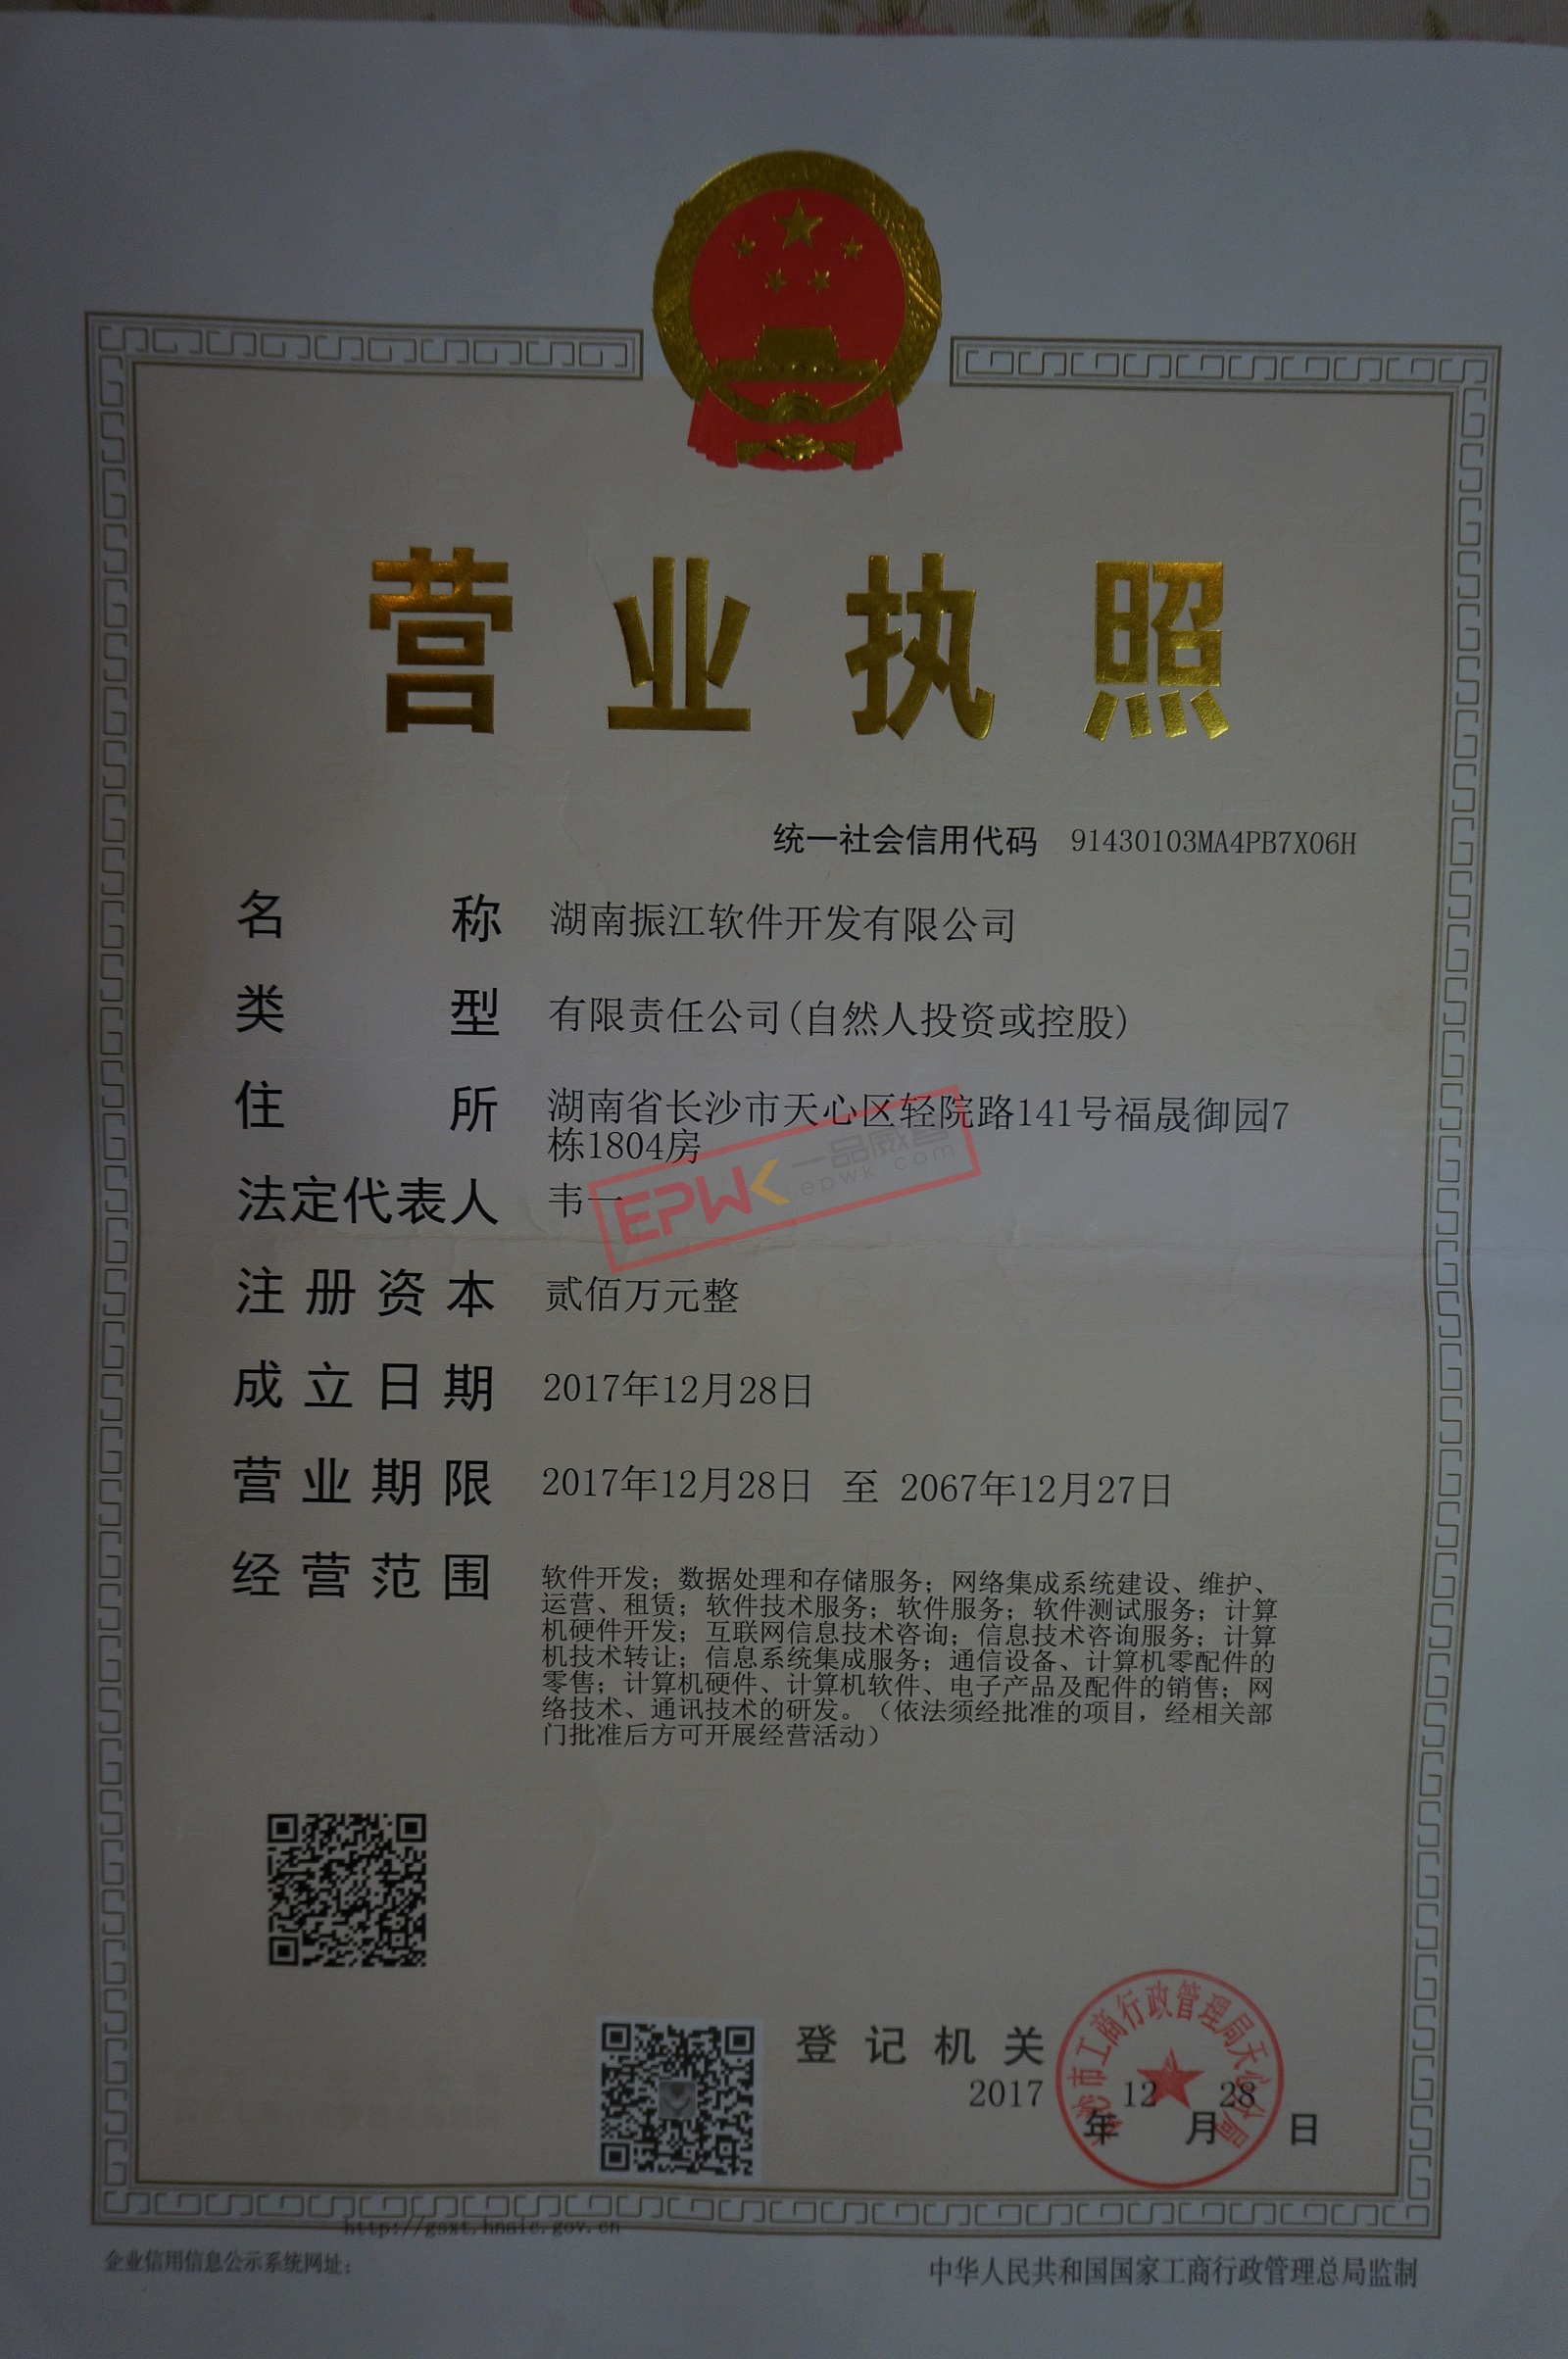 营业执照
统一社会信用代码 91430103MA4PB7X06H
名称 湖南振江软件开发有限公司
类型 有限责任公司(自然人投资或控股)
住所 湖南省长沙市天心区轻院路141号福晟御园7
栋1804房
EPWK 一品威客
epwk.com
法定代表人 韦一
注册资本 贰佰万元整
成立日期 2017年12月28日
营业期限 2017年12月28日 至 2067年12月27日
经营范围 软件开发；数据处理和存储服务；网络集成系统建设、维护、
运营、租赁；软件技术服务；软件服务；软件测试服务；计算
机硬件开发；互联网信息技术咨询；信息技术咨询服务；计算
机技术转让；信息系统集成服务；通信设备、计算机零配件的
零售；计算机硬件、计算机软件、电子产品及配件的销售；网
络技术、通讯技术的研发。（依法须经批准的项目，经相关部
门批准后方可开展经营活动）
登记机关
长沙市工商行政管理局天心分局
2017年12月28日
http://gsxt.hnaic.gov.cn
企业信用信息公示系统网址：
中华人民共和国国家工商行政管理总局监制